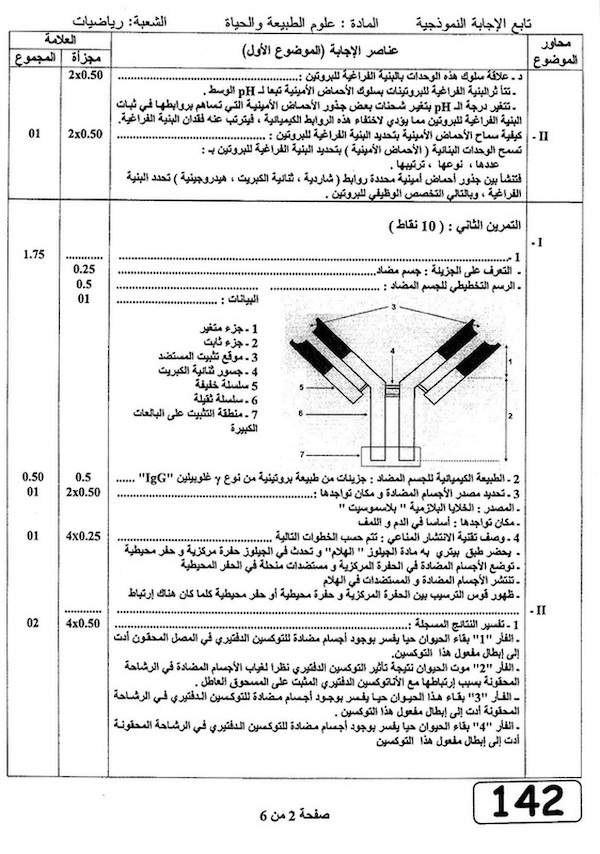 تابع الإجابة النموذجية المادة : علوم الطبيعة والحياة الشعبة: رياضيات
محاور الموضوع
عناصر الإجابة (الموضوع الأول)
العلامة
مجزأة
المجموع
د ـ علاقة سلوك هذه الوحدات بالبنية الفراغية للبروتين : 2x0.50
ـ تتأثرالبنية الفراغية للبروتينات بسلوك الأحماض الأمينية تبعا لـ pH الوسط .
ـ تتغير درجة الـ pH بتغير شحنات بعض جذور الأحماض الأمينية التي تساهم بروابطها في ثبات
البنية الفراغية للبروتين مما يؤدي لاختفاء هذه الروابط الكيميائية ، فيترتب عنه فقدان البنية الفراغية.
II - كيفية سماح الأحماض الأمينية بتحديد البنية الفراغية للبروتين : 2x0.50 01
تسمح الوحدات البنائية ( الأحماض الأمينية ) بتحديد البنية الفراغية للبروتين بـ :
عددها ، نوعها ، ترتيبها .
فتنشأ بين جذور أحماض أمينية محددة روابط ( شاردية ، ثنائية الكبريت ، هيدروجينية ) تحدد البنية
الفراغية ، وبالتالي التخصص الوظيفي للبروتين .
التمرين الثاني : ( 10 نقاط )
I -
1 - 1.75
ـ التعرف على الجزيئة : جسم مضاد 0.25
ـ الرسم التخطيطي للجسم المضاد : 0.5
البيانات : 01
1 - جزء متغير
2 - جزء ثابت
3 - موقع تثبيت المستضد
4 - جسور ثنائية الكبريت
5 سلسلة خفيفة
6 - سلسلة ثقيلة
7 - منطقة التثبيت على البالعات
الكبيرة
3
4
1
5
2
6
7
2 - الطبيعة الكيميائية للجسم المضاد : جزيئات من طبيعة بروتينية من نوع γ غلوبيلين "IgG" 0.5 0.50
3 - تحديد مصدر الأجسام المضادة و مكان تواجدها : 2x0.50 01
ـ المصدر : الخلايا البلازمية " بلاسموسيت "
ـ مكان تواجدها : أساسا في الدم و اللمف
4 - وصف تقنية الانتشار المناعي : تتم حسب الخطوات التالية 4x0.25 01
ـ يحضر طبق بيتري به مادة الجيلوز " الهلام" و تحدث في الجيلوز حفرة مركزية و حفر محيطية
ـ توضع الأجسام المضادة في الحفرة المركزية و مستضدات منحلة في الحفر المحيطية
ـ تنتشر الأجسام المضادة و المستضدات في الهلام
ـ ظهور قوس الترسيب بين الحفرة المركزية و حفرة محيطية أو حفر محيطية كلما كان هناك إرتباط
II -
1 - تفسير النتائج المسجلة : 4x0.50 02
ـ الفأر "1" بقاء الحيوان حيا يفسر بوجود أجسام مضادة للتوكسين الدفتيري في المصل المحقون أدت
إلى إبطال مفعول هذا التوكسين.
ـ الفأر "2" موت الحيوان نتيجة تأثير التوكسين الدفتيري نظرا لغياب الأجسام المضادة في الرشاحة
المحقونة بسبب إرتباطها مع الأناتوكسين الدفتيري المثبت على المسحوق العاطل .
ـ الفأر "3" بقاء هذا الحيوان حيا يفسر بوجود أجسام مضادة للتوكسين الدفتيري في الرشاحة
المحقونة أدت إلى إبطال مفعول هذا التوكسين .
ـ الفأر "4" بقاء الحيوان حيا يفسر بوجود أجسام مضادة للتوكسين الدفتيري في الرشاحة المحقونة
أدت إلى إبطال مفعول هذا التوكسين
صفحة 2 من 6
142